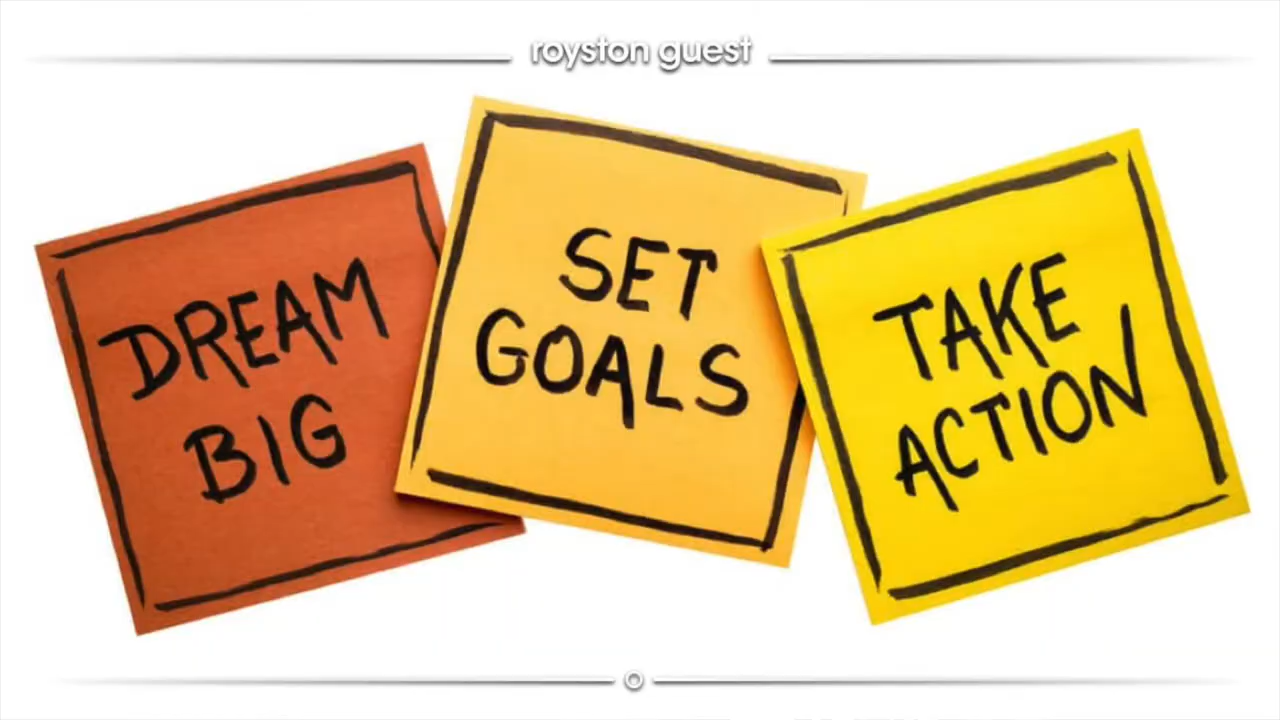 royston guest
DREAM
BIG
SET
GOALS
TAKE
ACTION